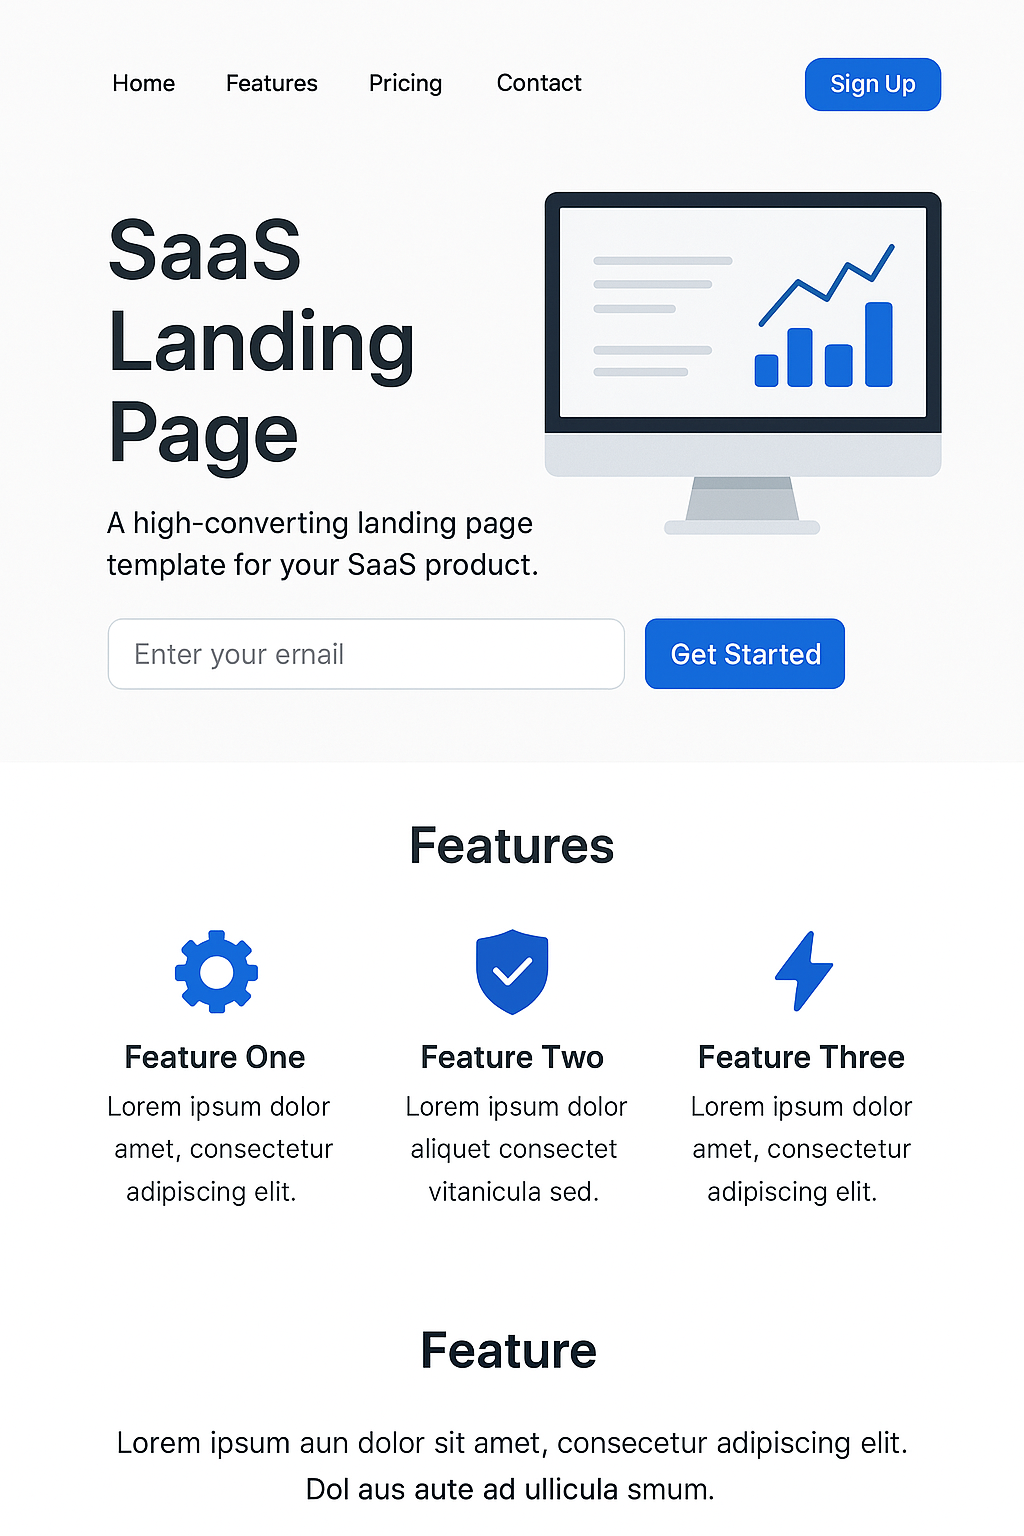 Home Features Pricing Contact Sign Up
SaaS
Landing
Page
A high-converting landing page
template for your SaaS product.
Enter your ernail Get Started
Features
Feature One
Lorem ipsum dolor
amet, consectetur
adipiscing elit.
Feature Two
Lorem ipsum dolor
aliquet consectet
vitanicula sed.
Feature Three
Lorem ipsum dolor
amet, consectetur
adipiscing elit.
Feature
Lorem ipsum aun dolor sit amet, consecetur adipiscing elit.
Dol aus aute ad ullicula smum.